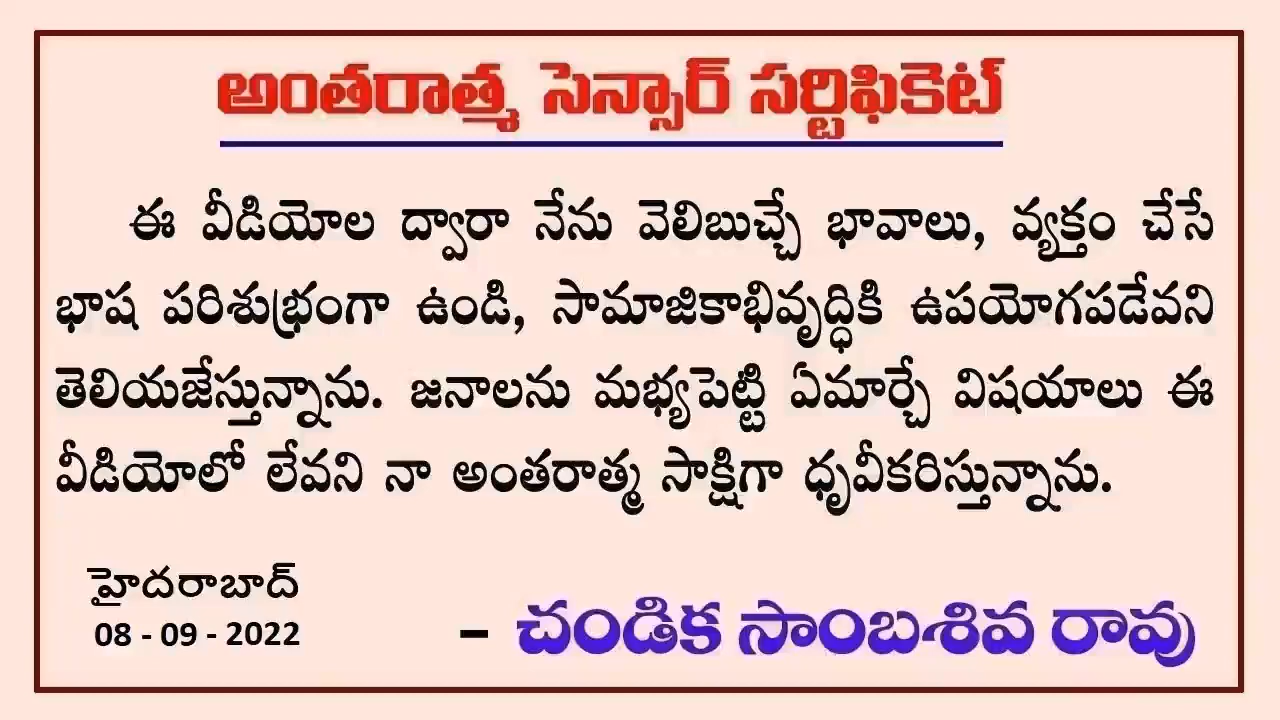 అంతరాత్మ సెన్సార్ సర్టిఫికెట్
ఈ వీడియోల ద్వారా నేను వెలిబుచ్చే భావాలు, వ్యక్తం చేసే
భాష పరిశుభ్రంగా ఉండి, సామాజికాభివృద్ధికి ఉపయోగపడేవని
తెలియజేస్తున్నాను. జనాలను మభ్యపెట్టి ఏమార్చే విషయాలు ఈ
వీడియోలో లేవని నా అంతరాత్మ సాక్షిగా ధృవీకరిస్తున్నాను.
హైదరాబాద్
08 - 09 - 2022
– చండిక సాంబశివ రావు